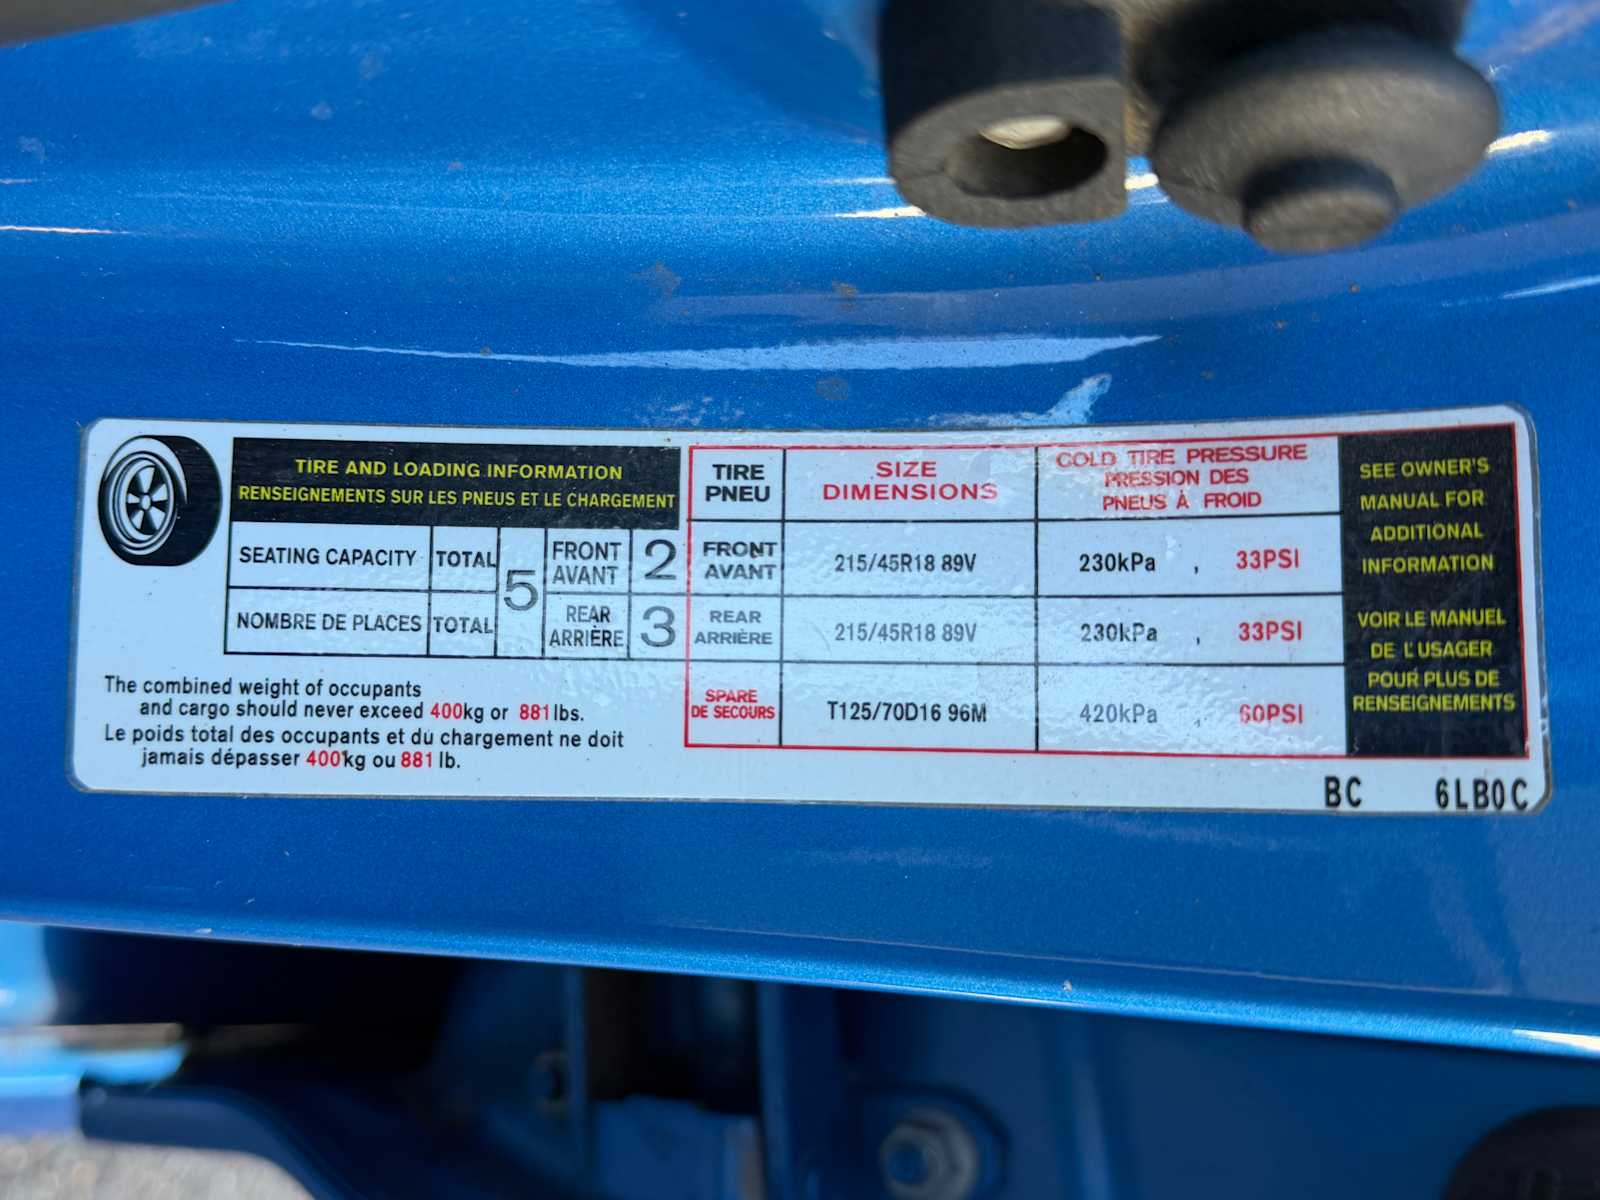 TIRE AND LOADING INFORMATION
RENSEIGNEMENTS SUR LES PNEUS ET LE CHARGEMENT
SEATING CAPACITY TOTAL 5 FRONT AVANT 2
NOMBRE DE PLACES TOTAL REAR ARRIÈRE 3
The combined weight of occupants
and cargo should never exceed 400kg or 881 lbs.
Le poids total des occupants et du chargement ne doit
jamais dépasser 400kg ou 881 lb.
TIRE PNEU SIZE DIMENSIONS COLD TIRE PRESSURE PRESSION DES PNEUS À FROID
FRONT AVANT 215/45R18 89V 230kPa , 33PSI
REAR ARRIÈRE 215/45R18 89V 230kPa , 33PSI
SPARE DE SECOURS T125/70D16 96M 420kPa , 60PSI
SEE OWNER'S
MANUAL FOR
ADDITIONAL
INFORMATION
VOIR LE MANUEL
DE L'USAGER
POUR PLUS DE
RENSEIGNEMENTS
BC 6LB0C